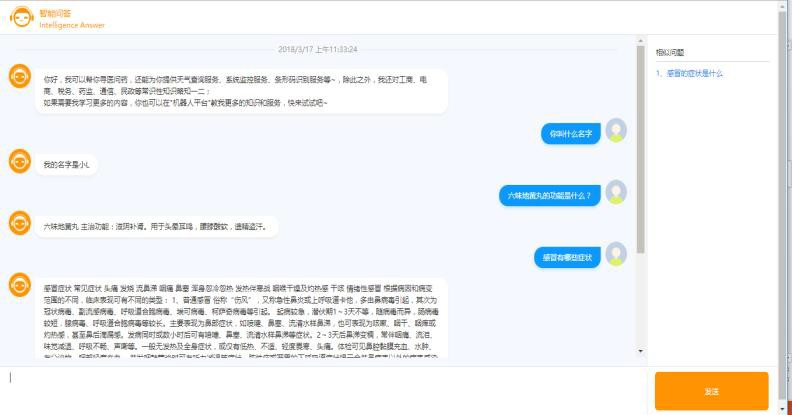 智能问答
Intelligence Answer
2018/3/17 上午11:33:24
你好，我可以帮你寻医问药，还能为你提供天气查询服务、系统监控服务、条形码识别服务等~，除此之外，我还对工商、电
商、税务、药监、通信、民政等常识性知识略知一二；
如果需要我学习更多的内容，你也可以在"机器人平台"教我更多的知识和服务，快来试试吧~
你叫什么名字
我的名字是小L
六味地黄丸的功能是什么？
六味地黄丸 主治功能：滋阴补肾。用于头晕耳鸣，腰膝酸软，遗精盗汗。
感冒有哪些症状
感冒症状 常见症状 头痛 发烧 流鼻涕 咽痛 鼻塞 浑身忽冷忽热 发热伴寒战 咽喉干燥及灼热感 干咳 情绪性感冒 根据病因和病变
范围的不同，临床表现可有不同的类型： 1、普通感冒 俗称“伤风”，又称急性鼻炎或上呼吸道卡他，多由鼻病毒引起，其次为
冠状病毒、副流感病毒、呼吸道合胞病毒、埃可病毒、柯萨奇病毒等引起。 起病较急，潜伏期1~3天不等，随病毒而异，肠病毒
较短，腺病毒、呼吸道合胞病毒等较长。主要表现为鼻部症状，如喷嚏、鼻塞、流清水样鼻涕，也可表现为咳嗽、咽干、咽痒或
灼热感，甚至鼻后滴漏感。发病同时或数小时后可有喷嚏、鼻塞、流清水样鼻涕等症状。2~3天后鼻涕变稠，常伴咽痛、流泪、
味觉减退、呼吸不畅、声嘶等。一般无发热及全身症状，或仅有低热、不适、轻度畏寒、头痛。体检可见鼻腔黏膜充血、水肿、
相似问题
1、感冒的症状是什么
发送